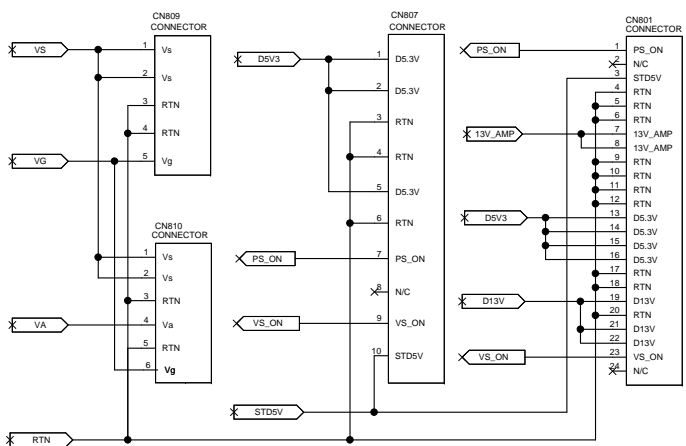 CN809
CONNECTOR
VS
1 Vs
2 Vs
3 RTN
4 RTN
VG
5 Vg
CN810
CONNECTOR
1 Vs
2 Vs
3 RTN
VA
4 Va
5 RTN
6 Vg
RTN
CN807
CONNECTOR
D5V3
1 D5.3V
2 D5.3V
3 RTN
4 RTN
5 D5.3V
6 RTN
PS_ON
7 PS_ON
8 N/C
VS_ON
9 VS_ON
10 STD5V
STD5V
CN801
CONNECTOR
PS_ON
1 PS_ON
2 N/C
3 STD5V
4 RTN
5 RTN
6 RTN
13V_AMP
7 13V_AMP
8 13V_AMP
9 RTN
10 RTN
11 RTN
12 RTN
D5V3
13 D5.3V
14 D5.3V
15 D5.3V
16 D5.3V
17 RTN
18 RTN
D13V
19 D13V
20 RTN
21 D13V
22 D13V
VS_ON
23 VS_ON
24 N/C